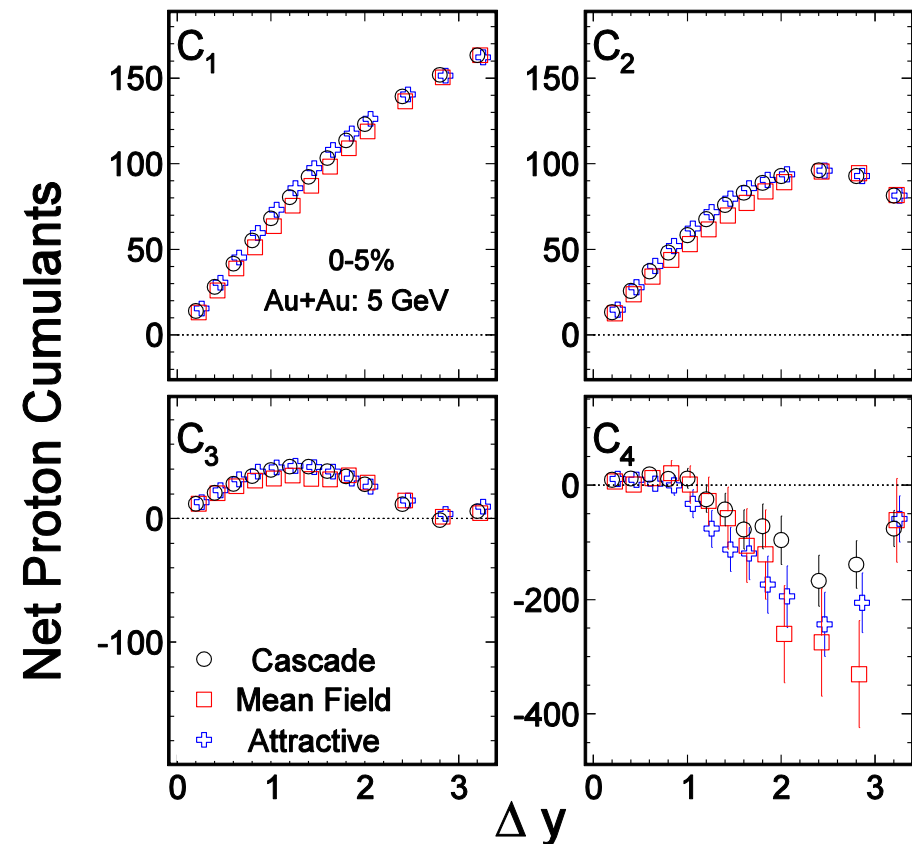 Net Proton Cumulants
C1
150
100
50
0
0-5%
Au+Au: 5 GeV
C2
150
100
50
0
C3
0
-100
Cascade
Mean Field
Attractive
0 1 2 3
C4
0
-200
-400
0 1 2 3
Δ y